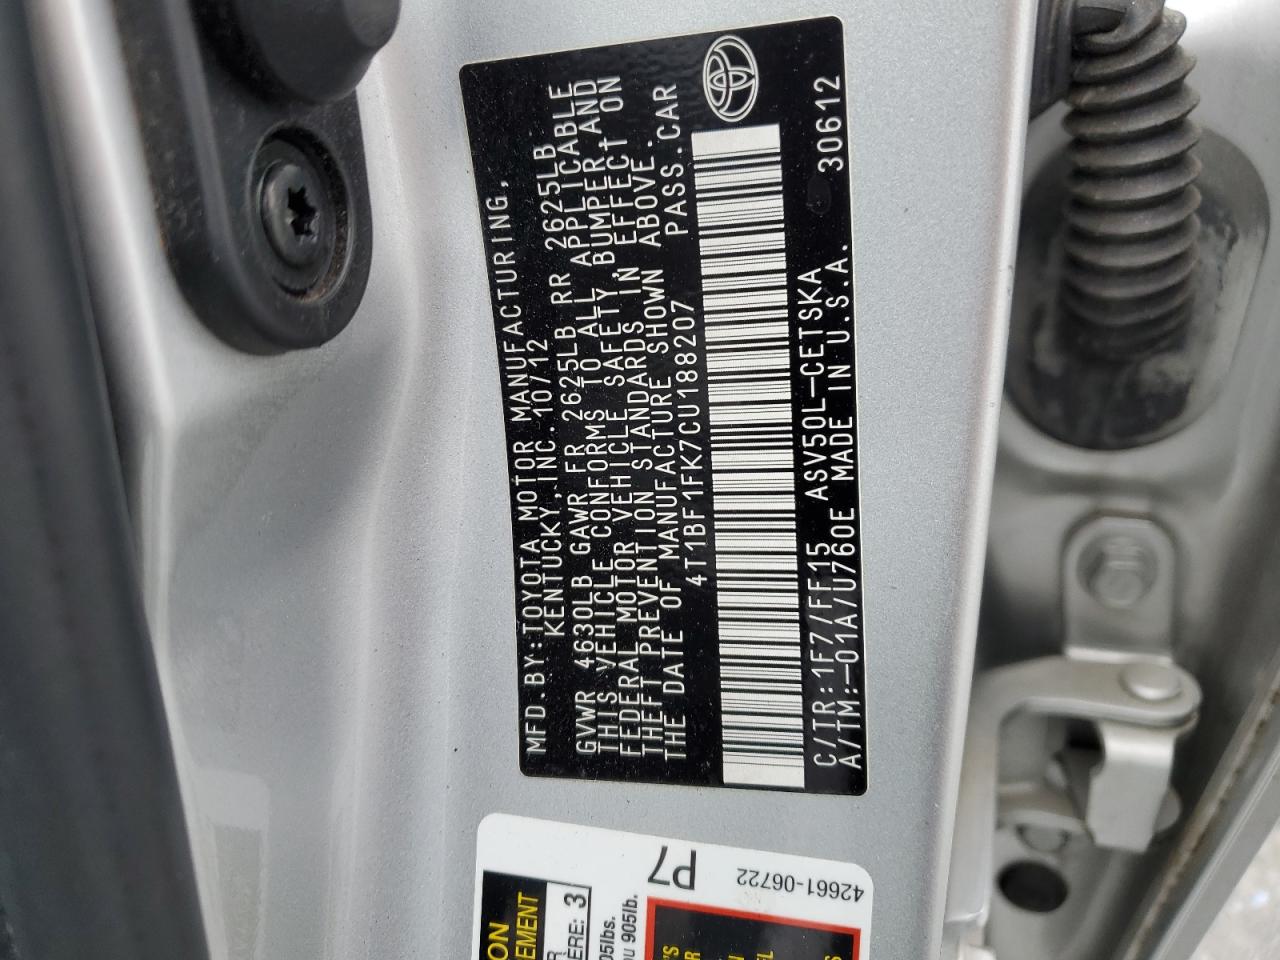 MFD.BY:TOYOTA MOTOR MANUFACTURING,
KENTUCKY,INC. 10/12
GVWR 4630LB GAWR FR 2625LB RR 2625LB
THIS VEHICLE CONFORMS TO ALL APPLICABLE
FEDERAL MOTOR VEHICLE SAFETY,BUMPER,AND
THEFT PREVENTION STANDARDS IN EFFECT ON
THE DATE OF MANUFACTURE SHOWN ABOVE.
4T1BF1FK7CU188207 PASS.CAR
C/TR:1F7/FF15 ASV50L-CETSKA
A/TM:-01A/U760E MADE IN U.S.A. 30612
P7
42661-06722
3
ou 905lb.